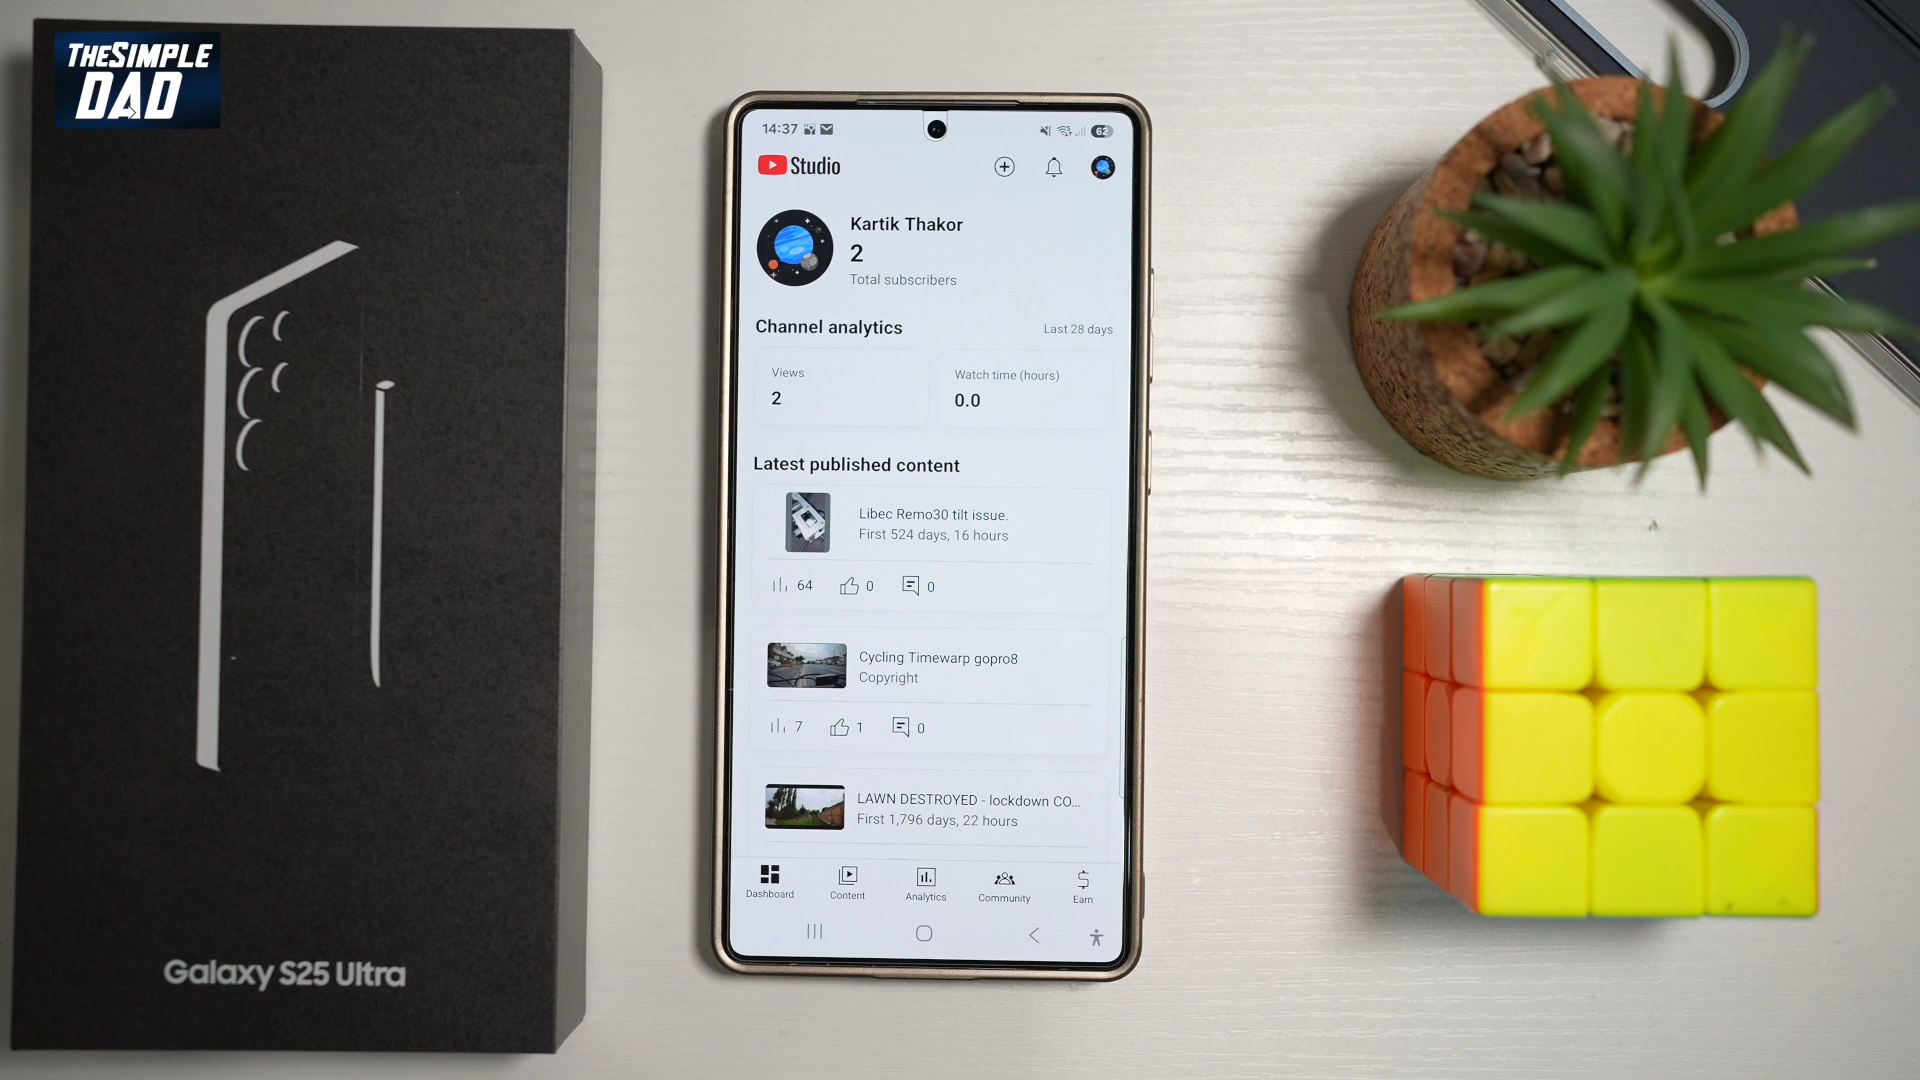 THESIMPLE
DAD
Galaxy S25 Ultra
14:37
62
Studio
Kartik Thakor
2
Total subscribers
Channel analytics
Last 28 days
Views
2
Watch time (hours)
0.0
Latest published content
Libec Remo30 tilt issue.
First 524 days, 16 hours
64 0 0
Cycling Timewarp gopro8
Copyright
7 1 0
LAWN DESTROYED - lockdown CO...
First 1,796 days, 22 hours
Dashboard Content Analytics Community Earn